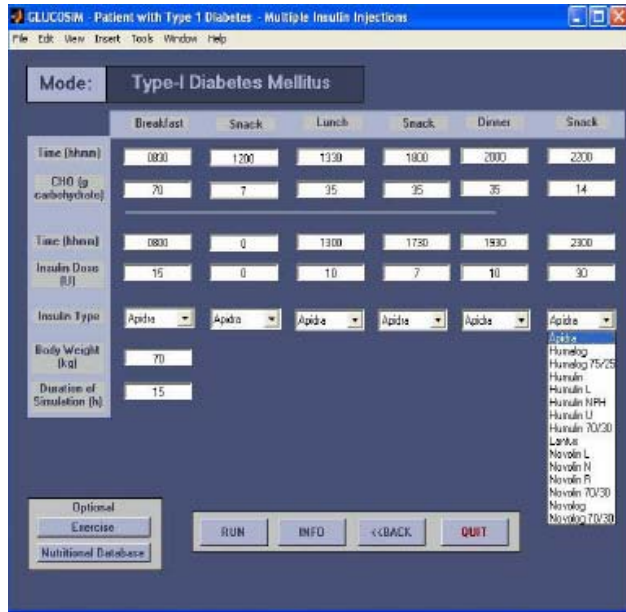 GLUCOSIM - Patient with Type 1 Diabetes - Multiple Insulin Injections
File Edit View Insert Tools Window Help
Mode: Type-I Diabetes Mellitus
Breakfast Snack Lunch Snack Dinner Snack
Time (hhmm) 0830 1200 1330 1800 2000 2200
CHO (g carbohydrate) 70 7 35 35 35 14
Time (hhmm) 0800 0 1300 1730 1930 2300
Insulin Dose (U) 15 0 10 7 10 30
Insulin Type Apidra Apidra Apidra Apidra Apidra Apidra
Apidra
Humalog
Humalog 75/25
Humulin
Humulin L
Humulin NPH
Humulin U
Humulin 70/30
Lantus
Novolin L
Novolin N
Novolin R
Novolin 70/30
Novolog
Novolog 70/30
Body Weight (kg) 70
Duration of Simulation (h) 15
Optional
Exercise
Nutritional Database
RUN INFO <<BACK QUIT